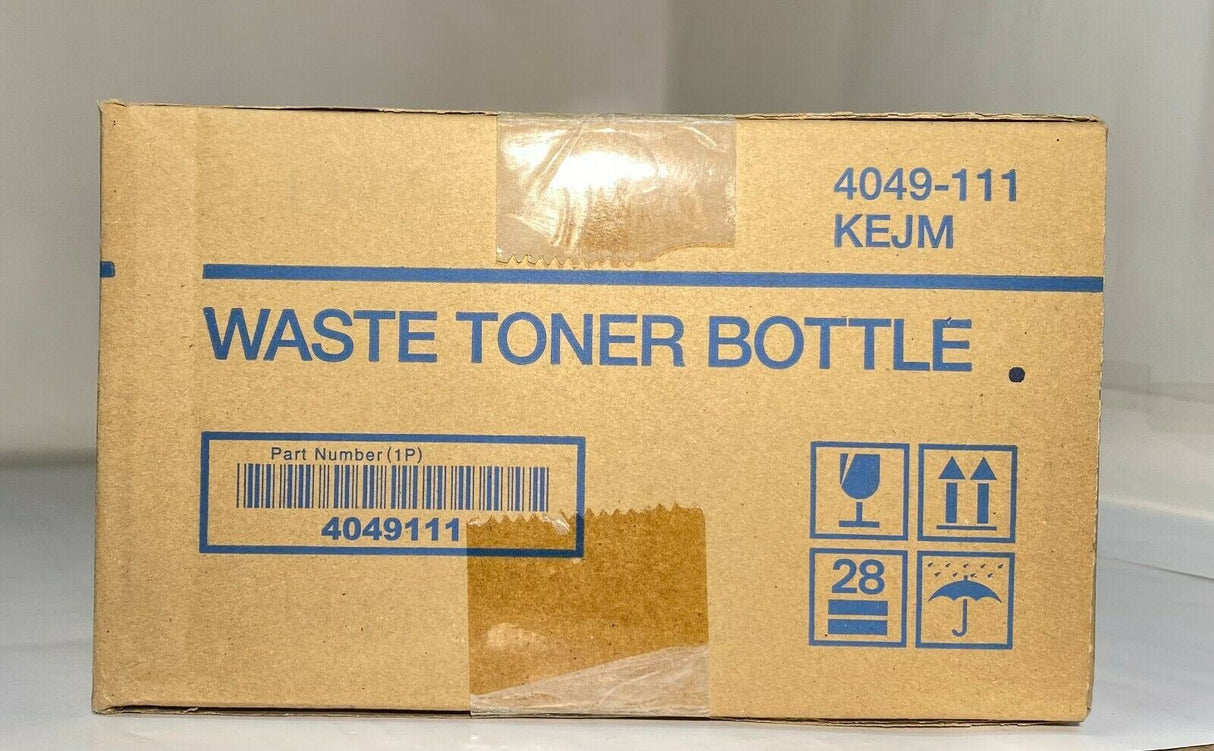 4049-111
KEJM
WASTE TONER BOTTLE
Part Number(1P)
4049111
28